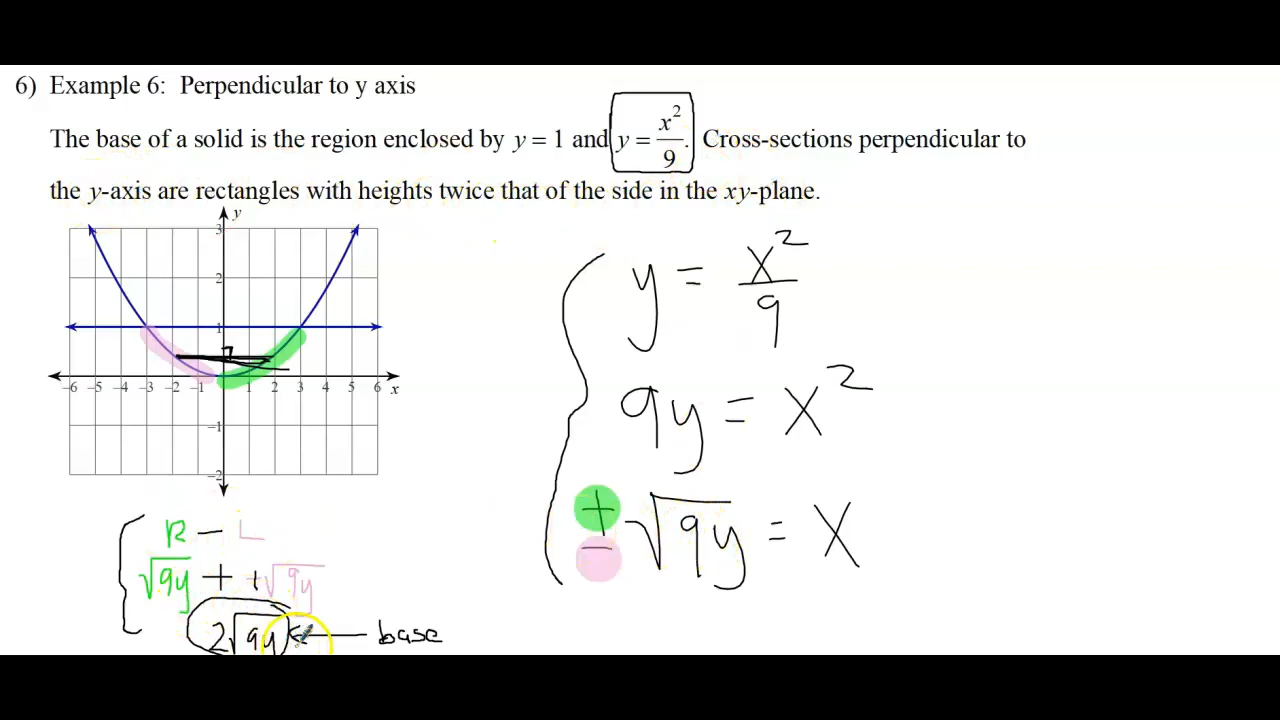 6) Example 6: Perpendicular to y axis
The base of a solid is the region enclosed by y = 1 and y = x²/9. Cross-sections perpendicular to
the y-axis are rectangles with heights twice that of the side in the xy-plane.
y
3
2
1
-6 -5 -4 -3 -2 -1 0 1 2 3 4 5 6 x
-1
-2
y = x²/9
9y = x²
± √9y = x
R - L
√9y + +√9y
2√9y ← base